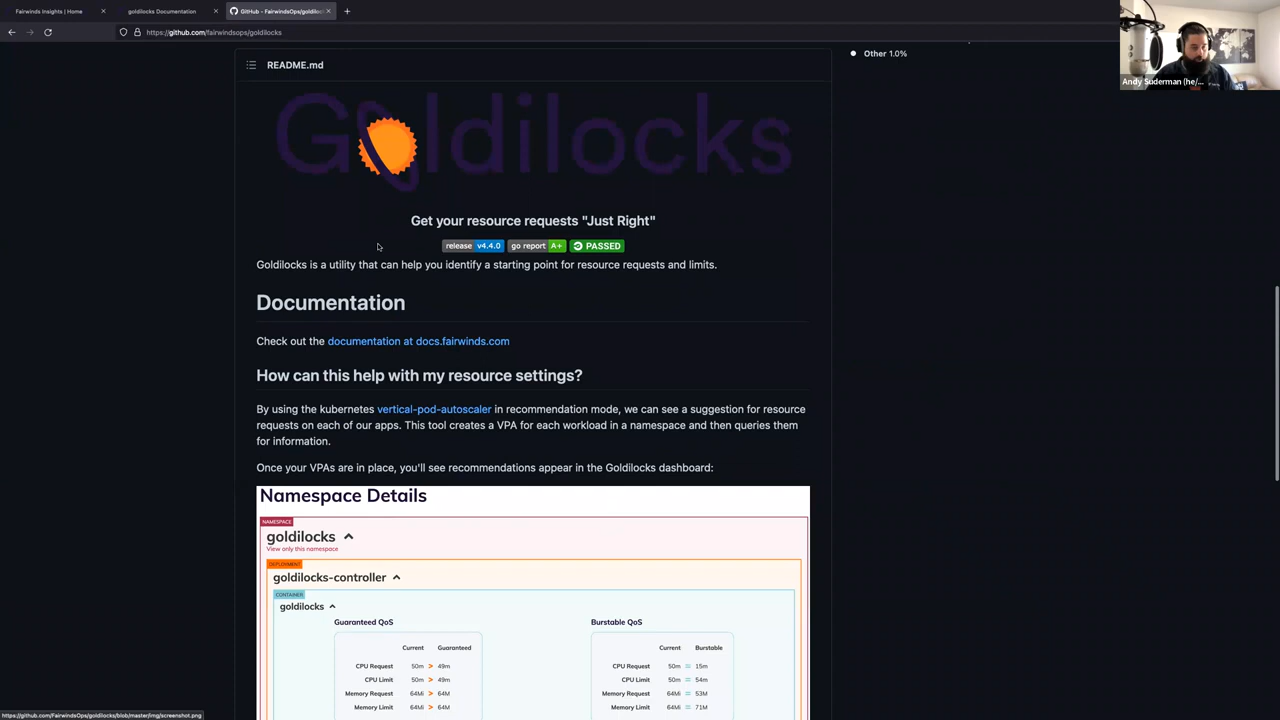 Fairwinds Insights | Home
goldilocks Documentation
GitHub - FairwindsOps/goldiloc
https://github.com/fairwindsops/goldilocks
Andy Suderman (he/...
Other 1.0%
README.md
Goldilocks
Get your resource requests "Just Right"
release v4.4.0 go report A+ PASSED
Goldilocks is a utility that can help you identify a starting point for resource requests and limits.
Documentation
Check out the documentation at docs.fairwinds.com
How can this help with my resource settings?
By using the kubernetes vertical-pod-autoscaler in recommendation mode, we can see a suggestion for resource
requests on each of our apps. This tool creates a VPA for each workload in a namespace and then queries them
for information.
Once your VPAs are in place, you'll see recommendations appear in the Goldilocks dashboard:
Namespace Details
NAMESPACE
goldilocks
View only this namespace
DEPLOYMENT
goldilocks-controller
CONTAINER
goldilocks
Guaranteed QoS Burstable QoS
Current Guaranteed Current Burstable
CPU Request 50m > 49m CPU Request 50m = 15m
CPU Limit 50m > 49m CPU Limit 50m = 54m
Memory Request 64Mi > 64M Memory Request 64Mi = 53M
Memory Limit 64Mi > 64M Memory Limit 64Mi = 71M
https://github.com/FairwindsOps/goldilocks/blob/master/img/screenshot.png